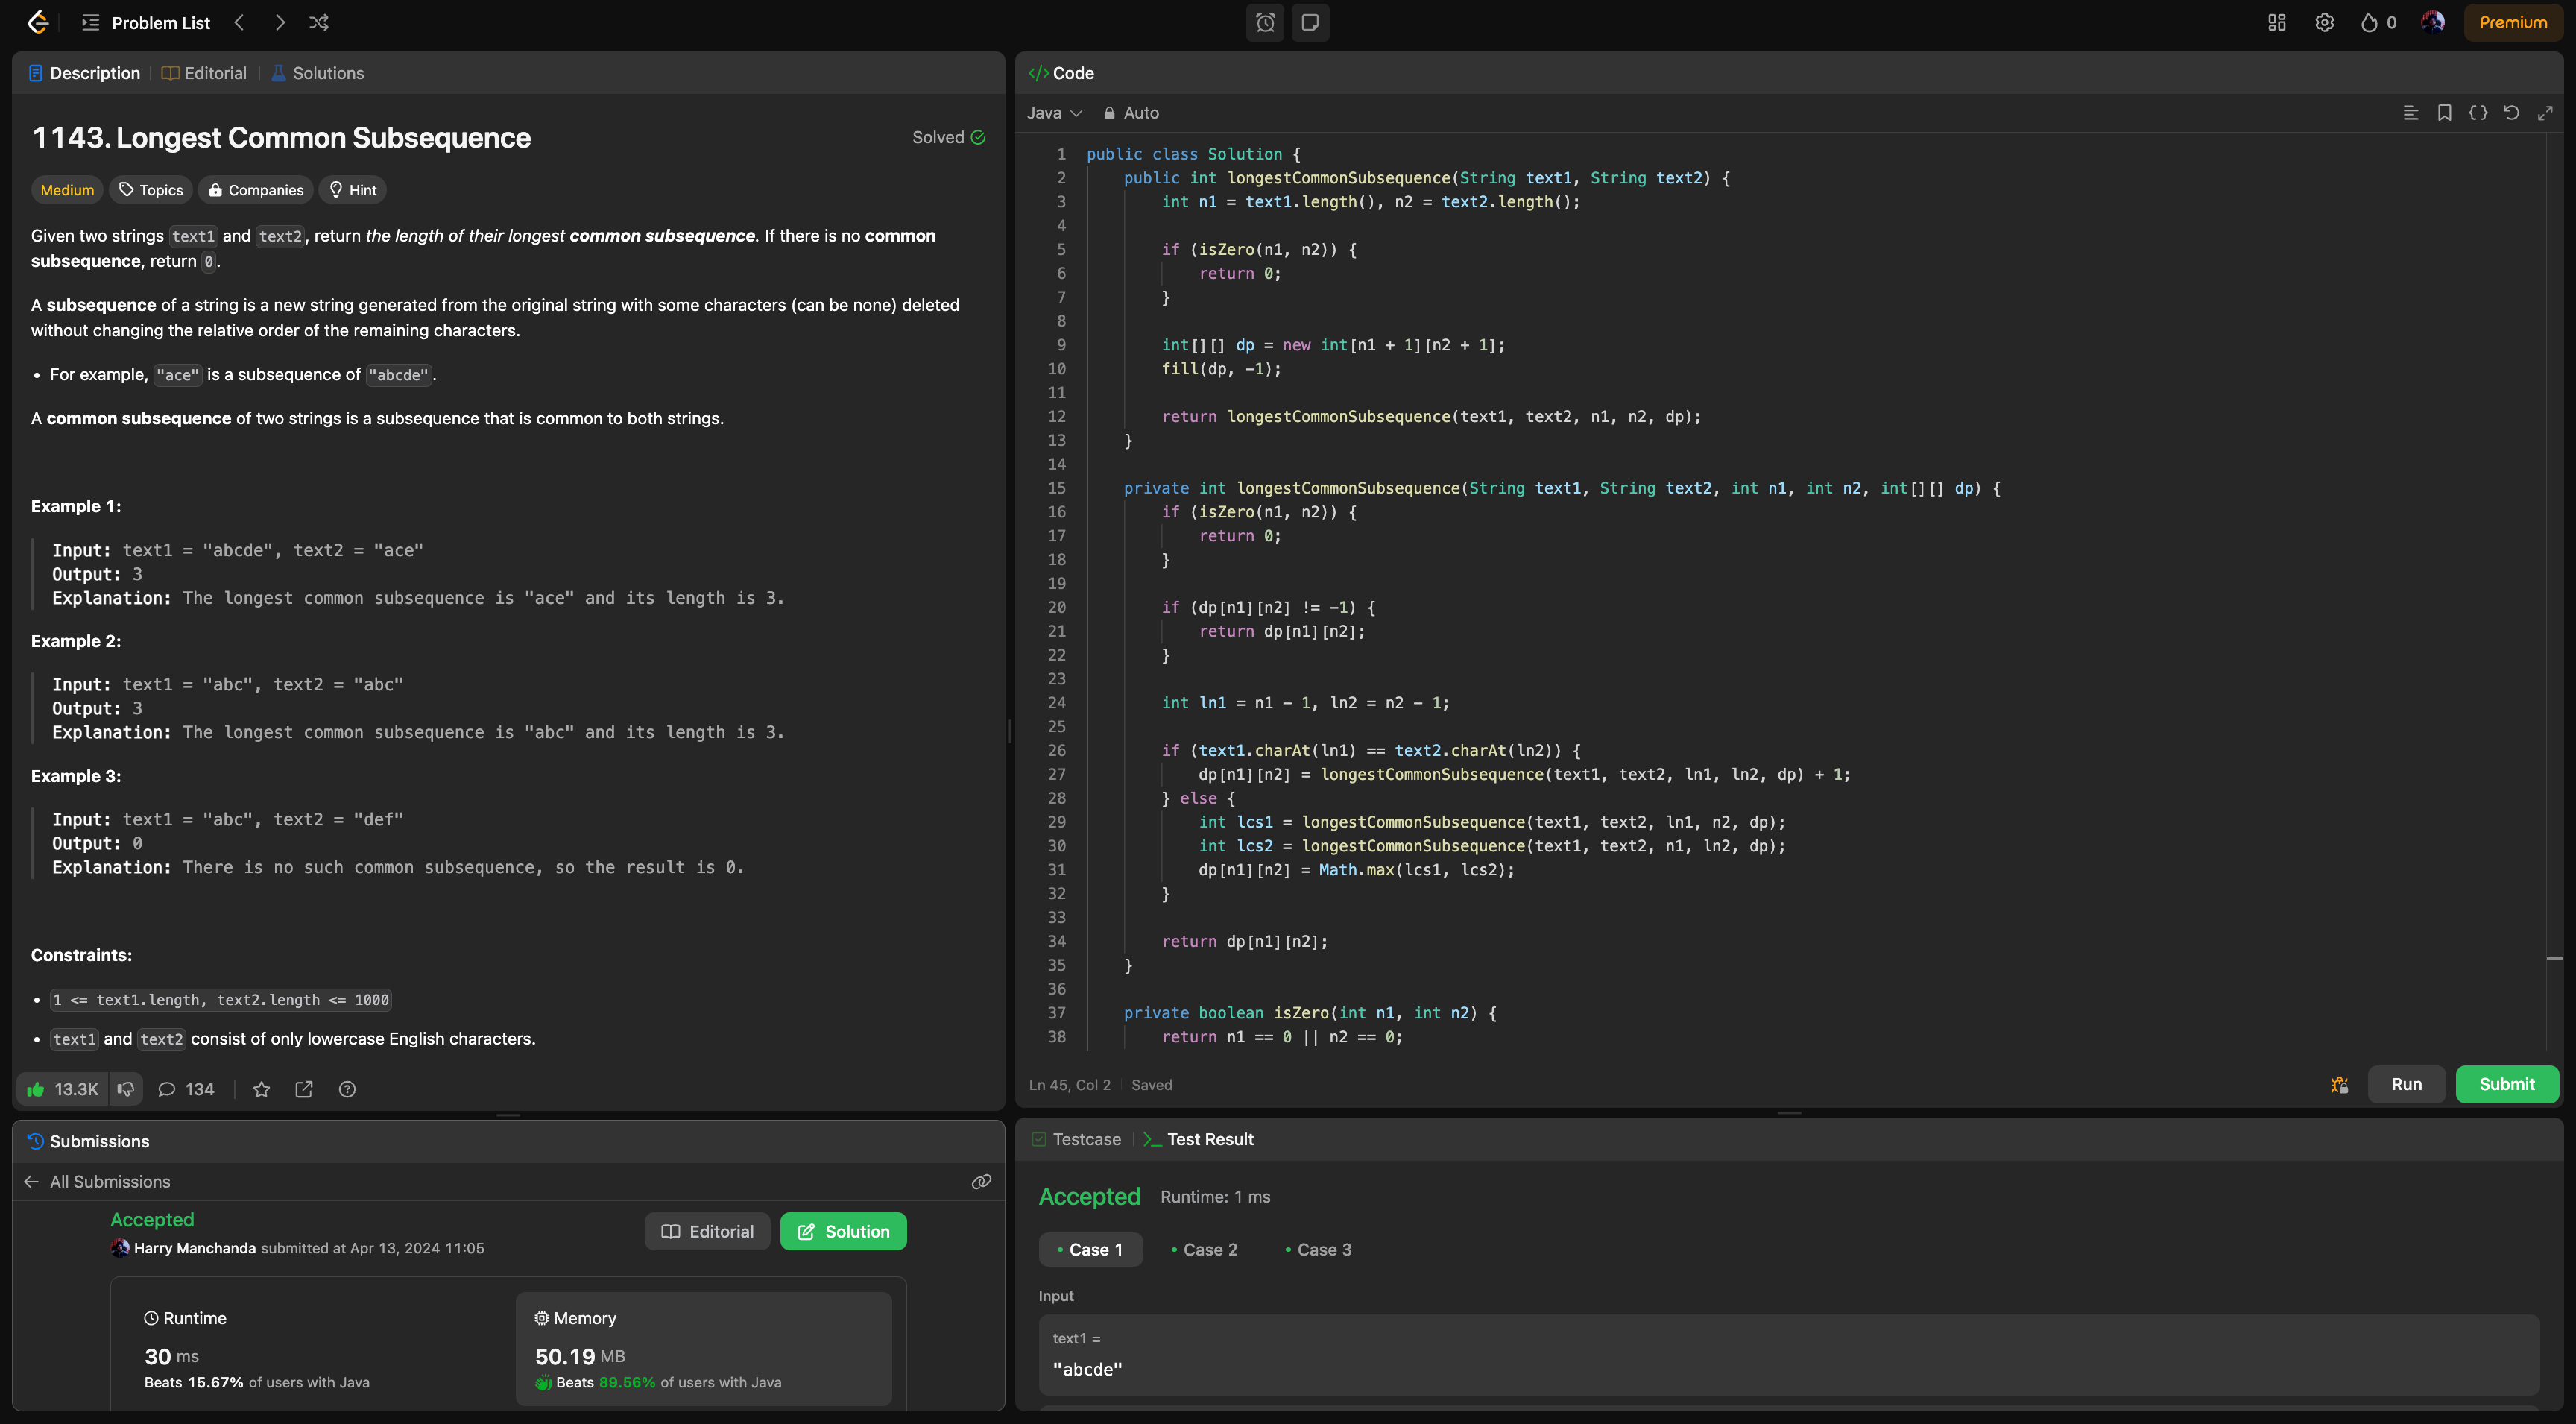 Problem List
0
Premium
Description
Editorial
Solutions
1143. Longest Common Subsequence
Solved
Medium
Topics
Companies
Hint
Given two strings text1 and text2, return the length of their longest common subsequence. If there is no common
subsequence, return 0.
A subsequence of a string is a new string generated from the original string with some characters (can be none) deleted
without changing the relative order of the remaining characters.
• For example, "ace" is a subsequence of "abcde".
A common subsequence of two strings is a subsequence that is common to both strings.
Example 1:
Input: text1 = "abcde", text2 = "ace"
Output: 3
Explanation: The longest common subsequence is "ace" and its length is 3.
Example 2:
Input: text1 = "abc", text2 = "abc"
Output: 3
Explanation: The longest common subsequence is "abc" and its length is 3.
Example 3:
Input: text1 = "abc", text2 = "def"
Output: 0
Explanation: There is no such common subsequence, so the result is 0.
Constraints:
• 1 <= text1.length, text2.length <= 1000
• text1 and text2 consist of only lowercase English characters.
13.3K
134
Submissions
All Submissions
Accepted
Harry Manchanda submitted at Apr 13, 2024 11:05
Editorial
Solution
Runtime
30 ms
Beats 15.67% of users with Java
Memory
50.19 MB
Beats 89.56% of users with Java
</> Code
Java
Auto
1 public class Solution {
2 public int longestCommonSubsequence(String text1, String text2) {
3 int n1 = text1.length(), n2 = text2.length();
4
5 if (isZero(n1, n2)) {
6 return 0;
7 }
8
9 int[][] dp = new int[n1 + 1][n2 + 1];
10 fill(dp, -1);
11
12 return longestCommonSubsequence(text1, text2, n1, n2, dp);
13 }
14
15 private int longestCommonSubsequence(String text1, String text2, int n1, int n2, int[][] dp) {
16 if (isZero(n1, n2)) {
17 return 0;
18 }
19
20 if (dp[n1][n2] != -1) {
21 return dp[n1][n2];
22 }
23
24 int ln1 = n1 - 1, ln2 = n2 - 1;
25
26 if (text1.charAt(ln1) == text2.charAt(ln2)) {
27 dp[n1][n2] = longestCommonSubsequence(text1, text2, ln1, ln2, dp) + 1;
28 } else {
29 int lcs1 = longestCommonSubsequence(text1, text2, ln1, n2, dp);
30 int lcs2 = longestCommonSubsequence(text1, text2, n1, ln2, dp);
31 dp[n1][n2] = Math.max(lcs1, lcs2);
32 }
33
34 return dp[n1][n2];
35 }
36
37 private boolean isZero(int n1, int n2) {
38 return n1 == 0 || n2 == 0;
Ln 45, Col 2
Saved
Run
Submit
Testcase
Test Result
Accepted
Runtime: 1 ms
• Case 1
• Case 2
• Case 3
Input
text1 =
"abcde"